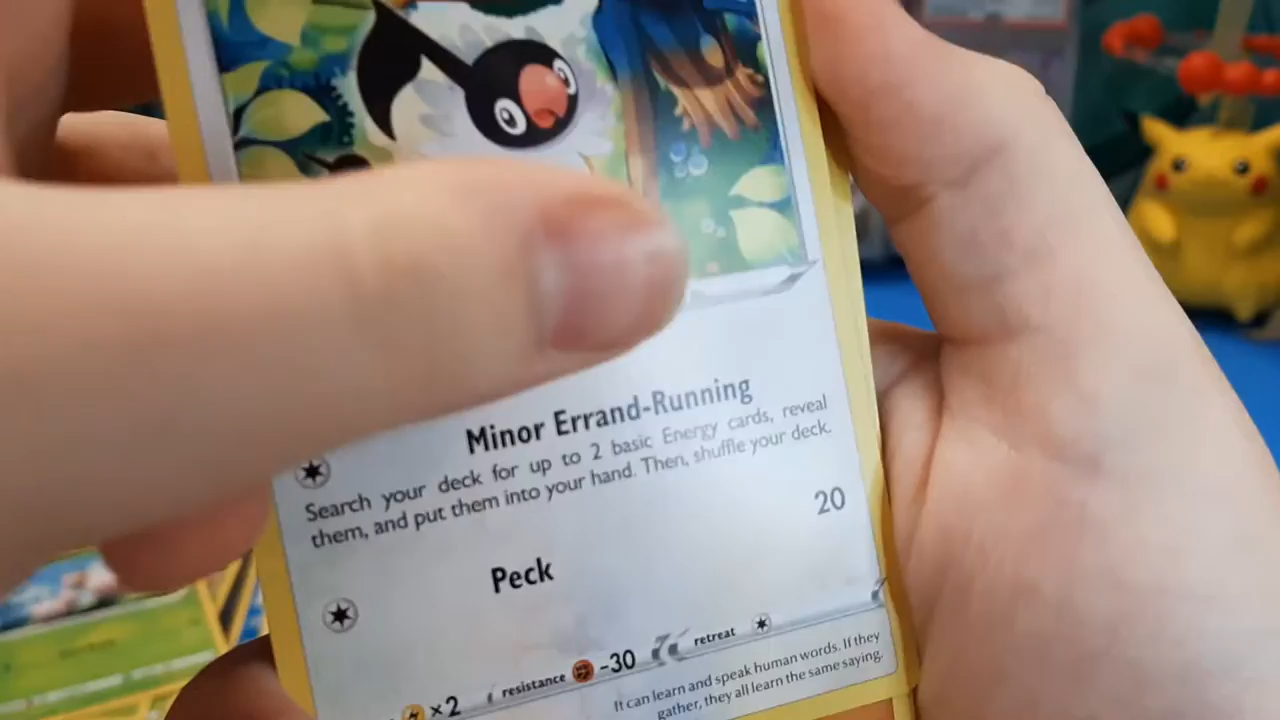 Minor Errand-Running
Search your deck for up to 2 basic Energy cards, reveal
them, and put them into your hand. Then, shuffle your deck.
Peck 20
×2 resistance -30 retreat
It can learn and speak human words. If they
gather, they all learn the same saying.